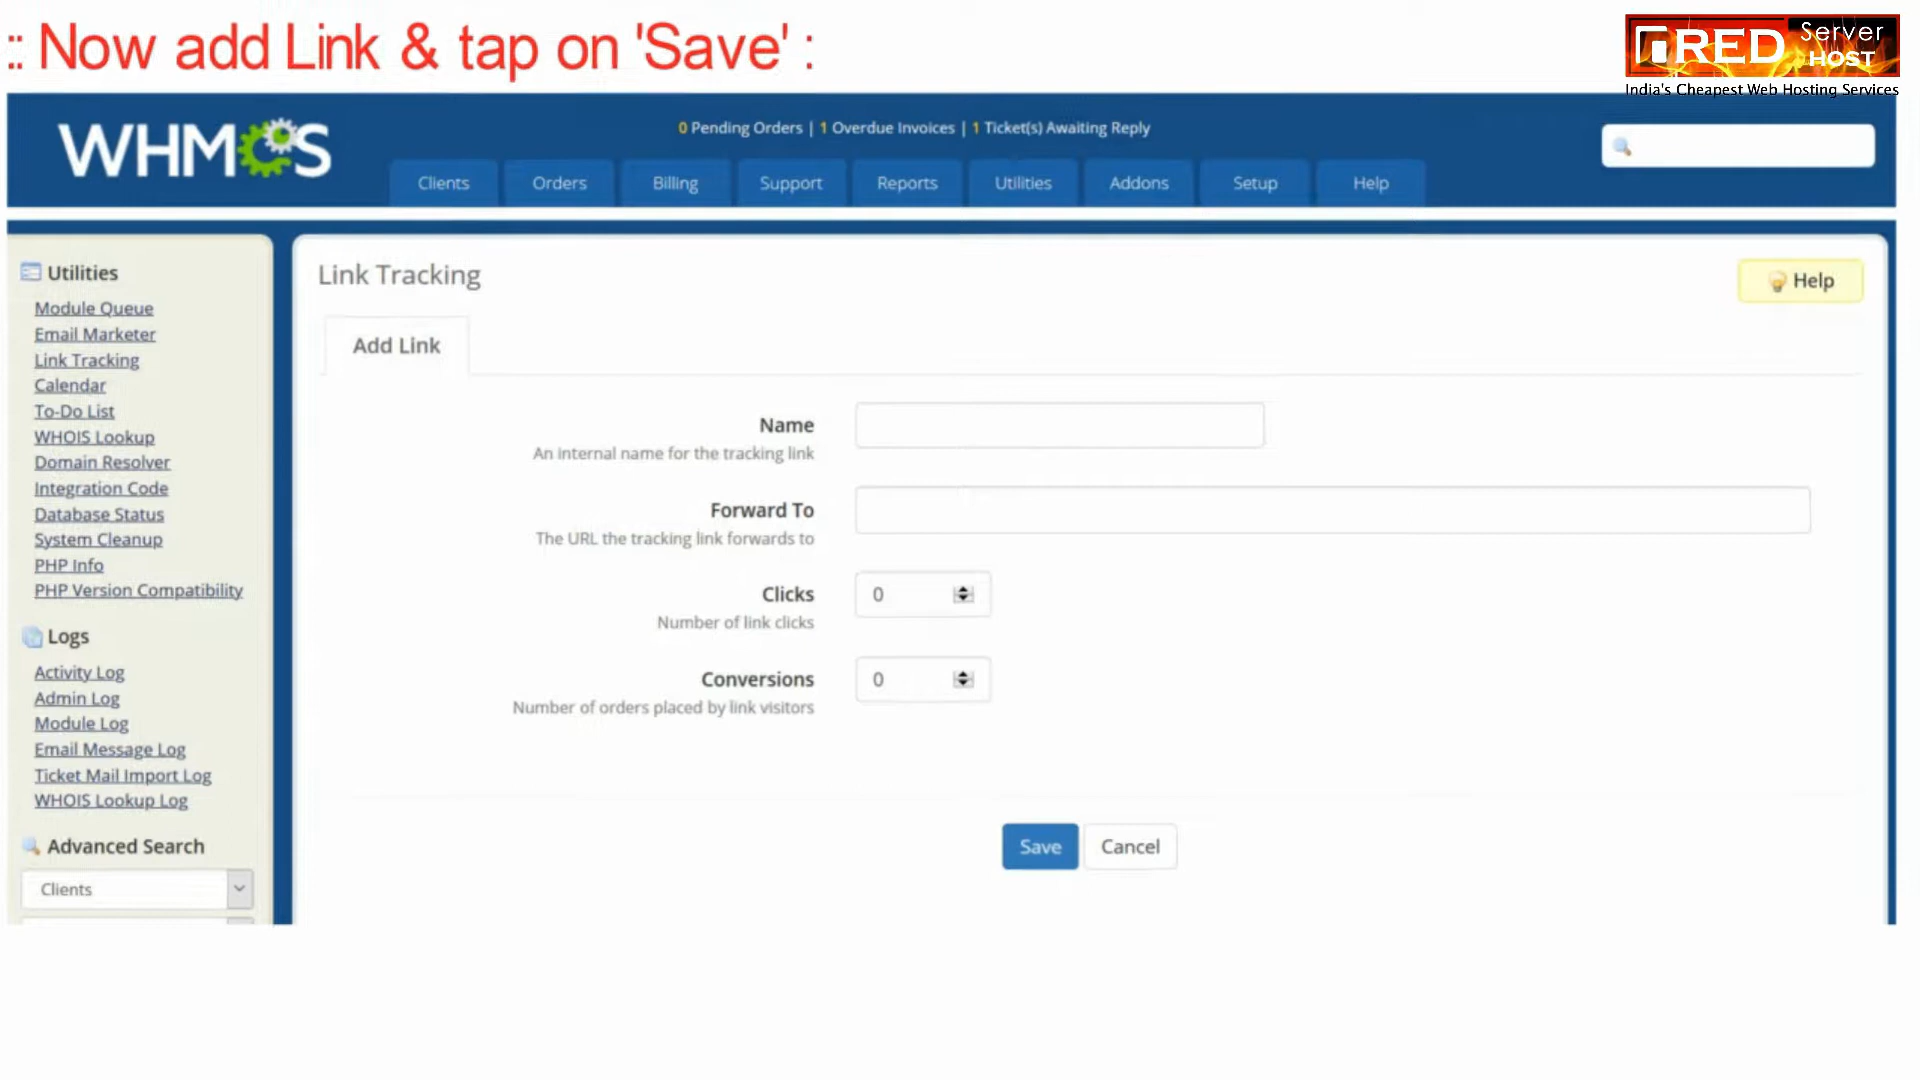 :: Now add Link & tap on 'Save' :
RED Server HOST
India's Cheapest Web Hosting Services
WHMCS
0 Pending Orders | 1 Overdue Invoices | 1 Ticket(s) Awaiting Reply
Clients Orders Billing Support Reports Utilities Addons Setup Help
Utilities
Module Queue
Email Marketer
Link Tracking
Calendar
To-Do List
WHOIS Lookup
Domain Resolver
Integration Code
Database Status
System Cleanup
PHP Info
PHP Version Compatibility
Logs
Activity Log
Admin Log
Module Log
Email Message Log
Ticket Mail Import Log
WHOIS Lookup Log
Advanced Search
Clients
Link Tracking
Help
Add Link
Name
An internal name for the tracking link
Forward To
The URL the tracking link forwards to
Clicks
0
Number of link clicks
Conversions
0
Number of orders placed by link visitors
Save Cancel